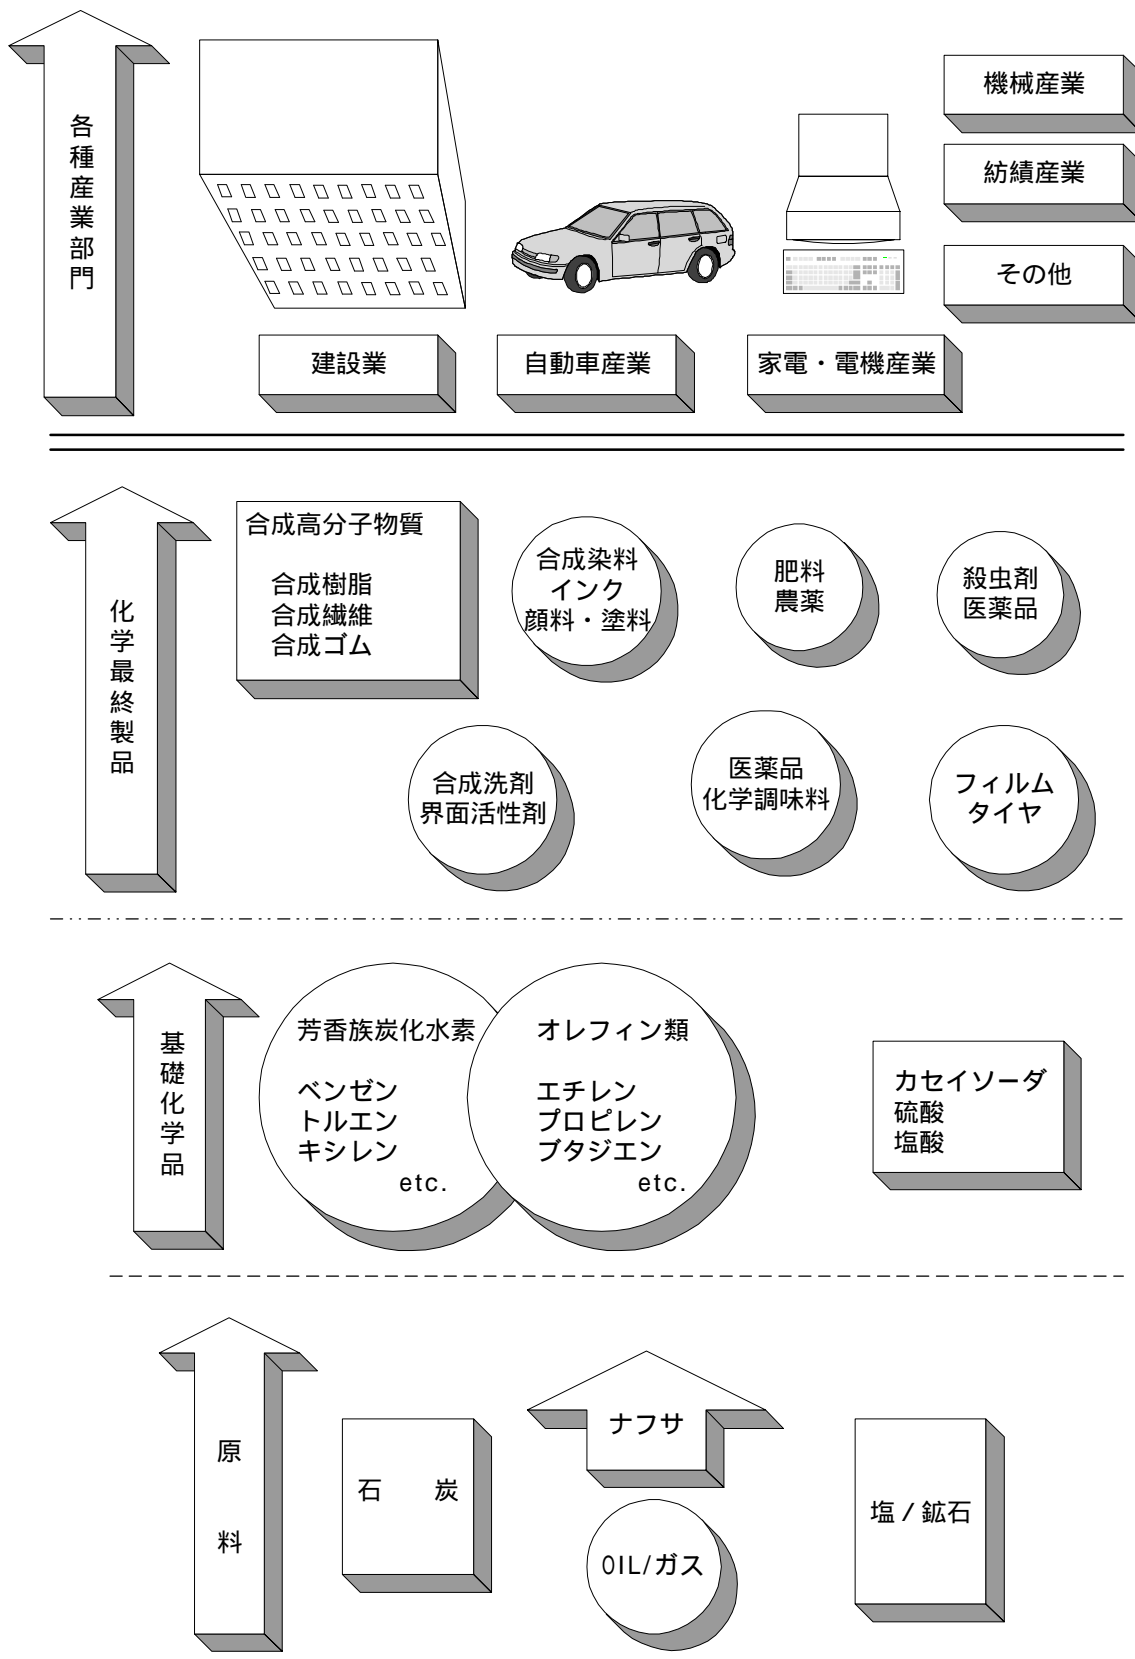 各種産業部門
機械産業
紡績産業
その他
建設業
自動車産業
家電・電機産業
化学最終製品
合成高分子物質
合成樹脂
合成繊維
合成ゴム
合成染料
インク
顔料・塗料
肥料
農薬
殺虫剤
医薬品
合成洗剤
界面活性剤
医薬品
化学調味料
フィルム
タイヤ
基礎化学品
芳香族炭化水素
ベンゼン
トルエン
キシレン
etc.
オレフィン類
エチレン
プロピレン
ブタジエン
etc.
カセイソーダ
硫酸
塩酸
原料
石　炭
ナフサ
OIL/ガス
塩/鉱石